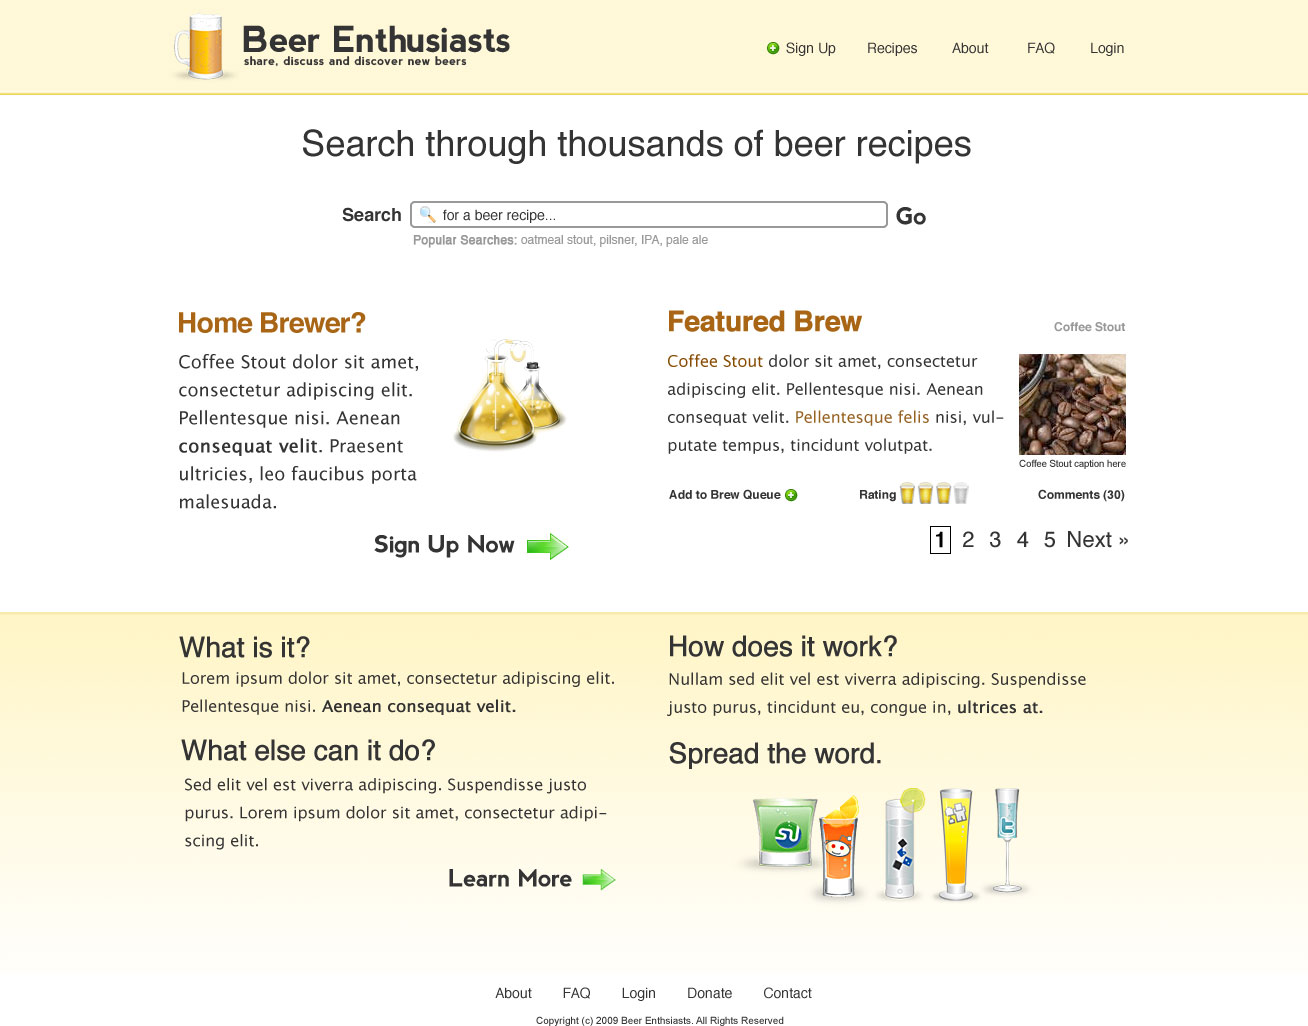 Beer Enthusiasts
share, discuss and discover new beers
Sign Up Recipes About FAQ Login
Search through thousands of beer recipes
Search for a beer recipe... Go
Popular Searches: oatmeal stout, pilsner, IPA, pale ale
Home Brewer?
Coffee Stout dolor sit amet,
consectetur adipiscing elit.
Pellentesque nisi. Aenean
consequat velit. Praesent
ultricies, leo faucibus porta
malesuada.
Sign Up Now
Featured Brew
Coffee Stout
Coffee Stout dolor sit amet, consectetur
adipiscing elit. Pellentesque nisi. Aenean
consequat velit. Pellentesque felis nisi, vul-
putate tempus, tincidunt volutpat.
Coffee Stout caption here
Add to Brew Queue Rating Comments (30)
1 2 3 4 5 Next »
What is it?
Lorem ipsum dolor sit amet, consectetur adipiscing elit.
Pellentesque nisi. Aenean consequat velit.
What else can it do?
Sed elit vel est viverra adipiscing. Suspendisse justo
purus. Lorem ipsum dolor sit amet, consectetur adipi-
scing elit.
Learn More
How does it work?
Nullam sed elit vel est viverra adipiscing. Suspendisse
justo purus, tincidunt eu, congue in, ultrices at.
Spread the word.
SU
t
About FAQ Login Donate Contact
Copyright (c) 2009 Beer Enthsiasts. All Rights Reserved